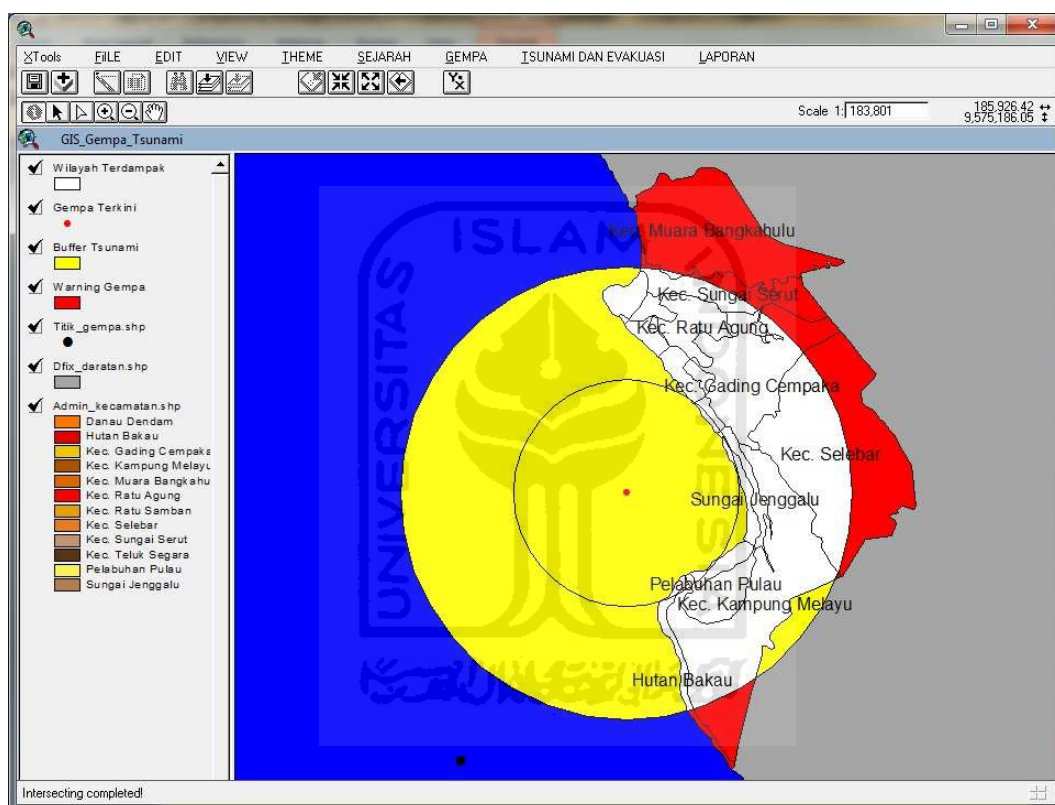 XTools FiILE EDIT VIEW THEME SEJARAH GEMPA TSUNAMI DAN EVAKUASI LAPORAN
Scale 1: 183,801
185,926.42
9,575,186.05
GIS_Gempa_Tsunami
Wilayah Terdampak
Gempa Terkini
Buffer Tsunami
Warning Gempa
Titik_gempa.shp
Dfix_daratan.shp
Admin_kecamatan.shp
Danau Dendam
Hutan Bakau
Kec. Gading Cempaka
Kec. Kampung Melayu
Kec. Muara Bangkahu
Kec. Ratu Agung
Kec. Ratu Samban
Kec. Selebar
Kec. Sungai Serut
Kec. Teluk Segara
Pelabuhan Pulau
Sungai Jenggalu
Kec. Muara Bangkahulu
Kec. Sungai Serut
Kec. Ratu Agung
Kec. Gading Cempaka
Kec. Selebar
Sungai Jenggalu
Pelabuhan Pulau
Kec. Kampung Melayu
Hutan Bakau
UNIVERSITAS
ISLAM
INDONESIA
Intersecting completed!